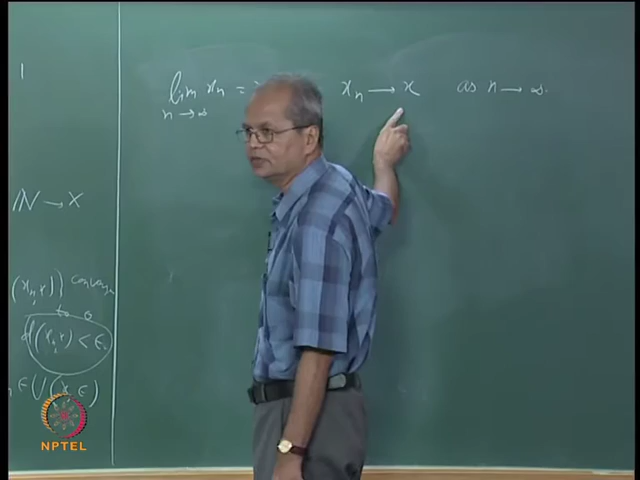 1
ℕ → X
(xₙ, x)) converges
to 0
d(xₙ, x) < ε.
∈ U(x, ε)
lim xₙ =
n → ∞
xₙ → x as n → ∞.
NPTEL